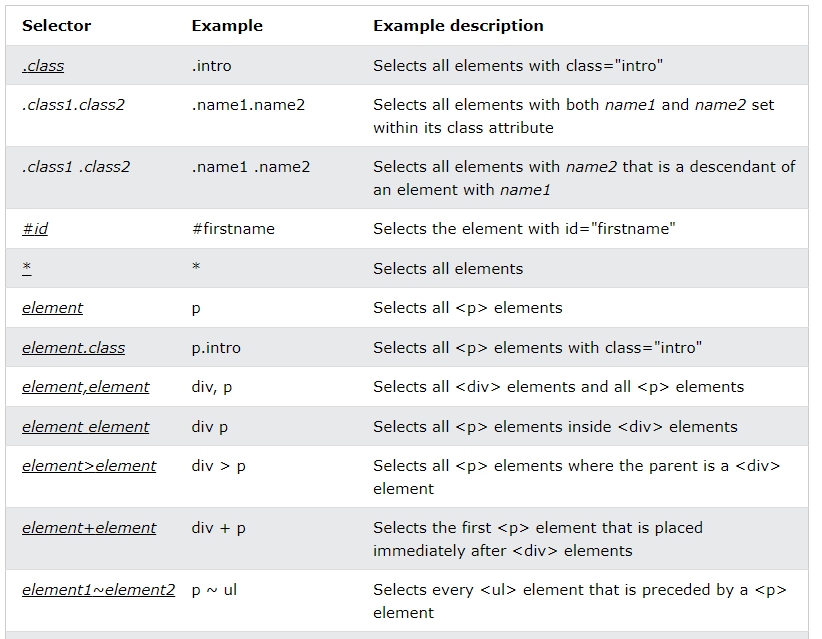 Selector Example Example description
.class .intro Selects all elements with class="intro"
.class1.class2 .name1.name2 Selects all elements with both name1 and name2 set
within its class attribute
.class1 .class2 .name1 .name2 Selects all elements with name2 that is a descendant of
an element with name1
#id #firstname Selects the element with id="firstname"
* * Selects all elements
element p Selects all <p> elements
element.class p.intro Selects all <p> elements with class="intro"
element,element div, p Selects all <div> elements and all <p> elements
element element div p Selects all <p> elements inside <div> elements
element>element div > p Selects all <p> elements where the parent is a <div>
element
element+element div + p Selects the first <p> element that is placed
immediately after <div> elements
element1~element2 p ~ ul Selects every <ul> element that is preceded by a <p>
element